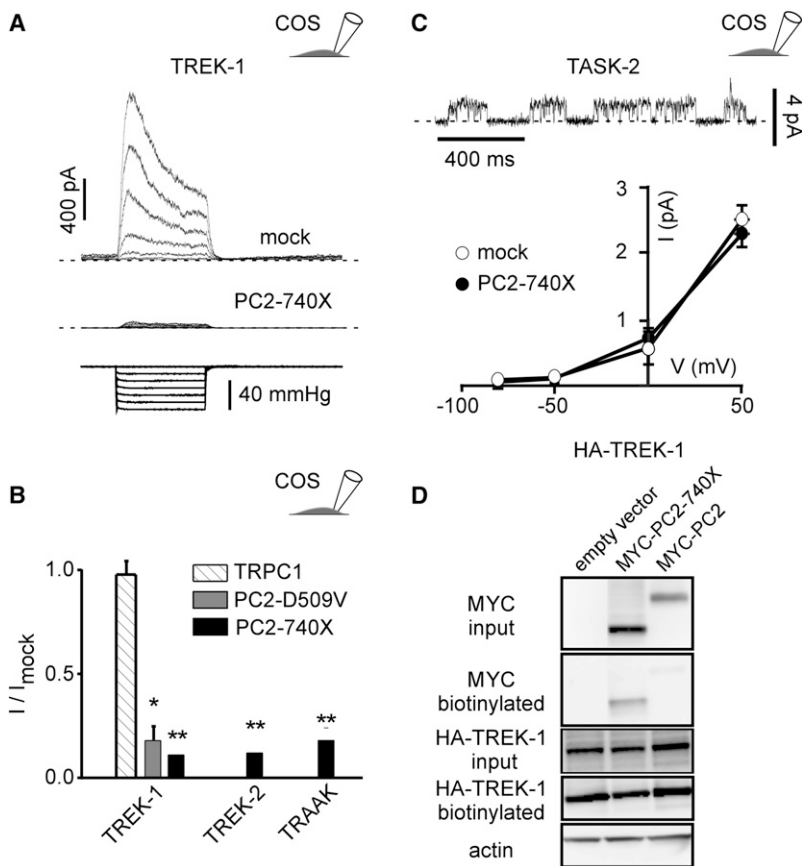 A
COS
TREK-1
400 pA
mock
PC2-740X
40 mmHg
B
COS
I / Imock
1.0
0.5
0.0
TRPC1
PC2-D509V
PC2-740X
*
**
**
**
TREK-1
TREK-2
TRAAK
C
COS
TASK-2
4 pA
400 ms
I (pA)
3
2
1
mock
PC2-740X
V (mV)
-100
-50
50
D
HA-TREK-1
empty vector
MYC-PC2-740X
MYC-PC2
MYC
input
MYC
biotinylated
HA-TREK-1
input
HA-TREK-1
biotinylated
actin